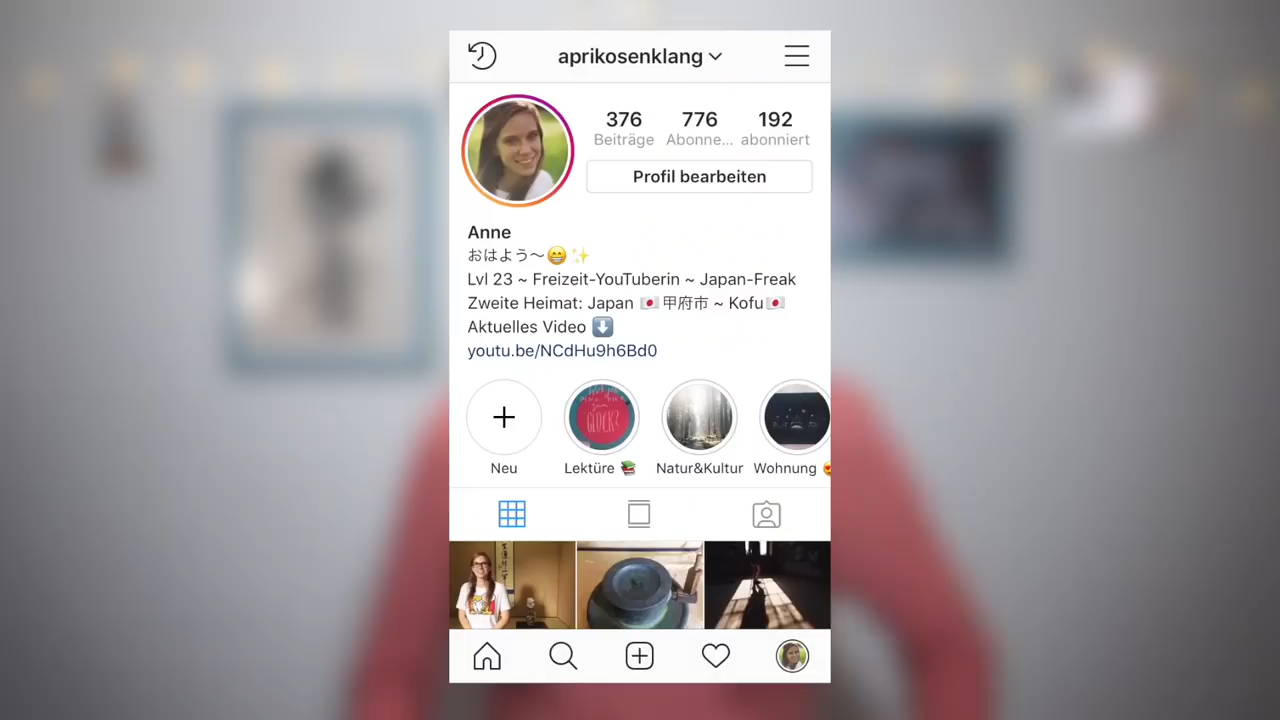 aprikosenklang
376 776 192
Beiträge Abonne... abonniert
Profil bearbeiten
Anne
おはよう〜😁✨
Lvl 23 ~ Freizeit-YouTuberin ~ Japan-Freak
Zweite Heimat: Japan 🇯🇵甲府市 ~ Kofu🇯🇵
Aktuelles Video ⬇️
youtu.be/NCdHu9h6Bd0
GLÜCK?
Neu Lektüre 📚 Natur&Kultur Wohnung 😍